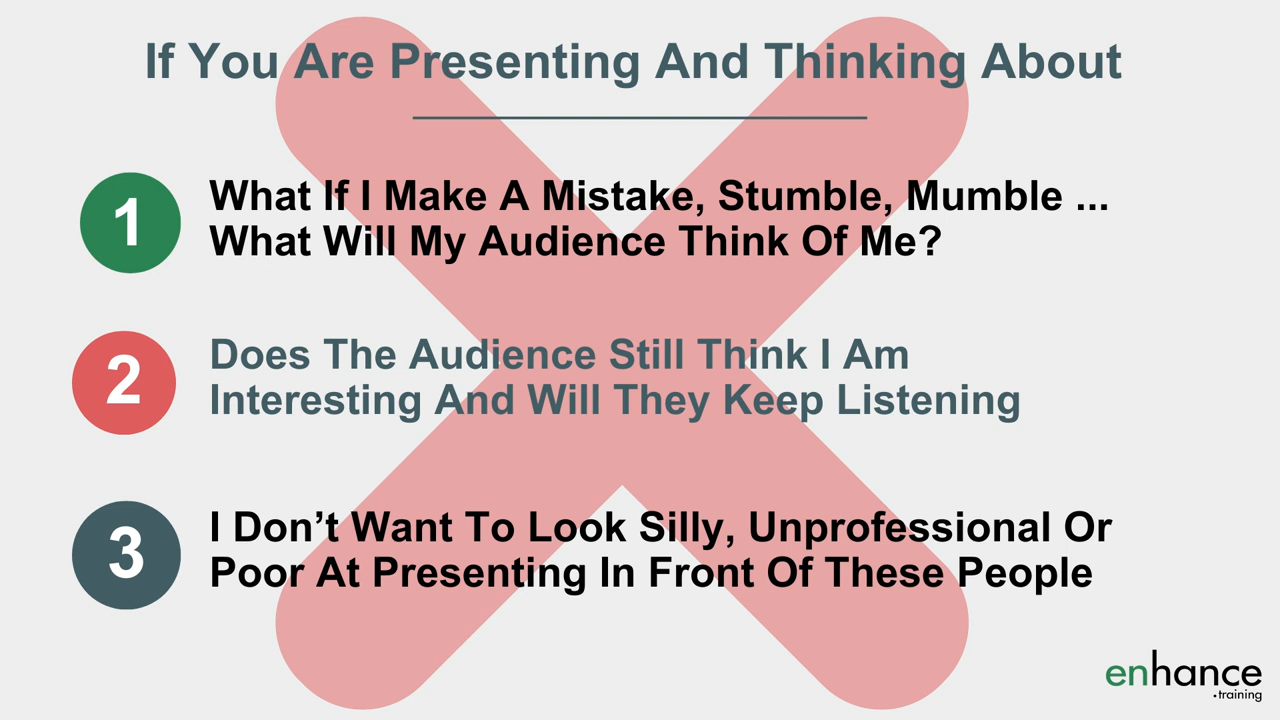 If You Are Presenting And Thinking About
1
What If I Make A Mistake, Stumble, Mumble ...
What Will My Audience Think Of Me?
2
Does The Audience Still Think I Am
Interesting And Will They Keep Listening
3
I Don’t Want To Look Silly, Unprofessional Or
Poor At Presenting In Front Of These People
enhance
.training